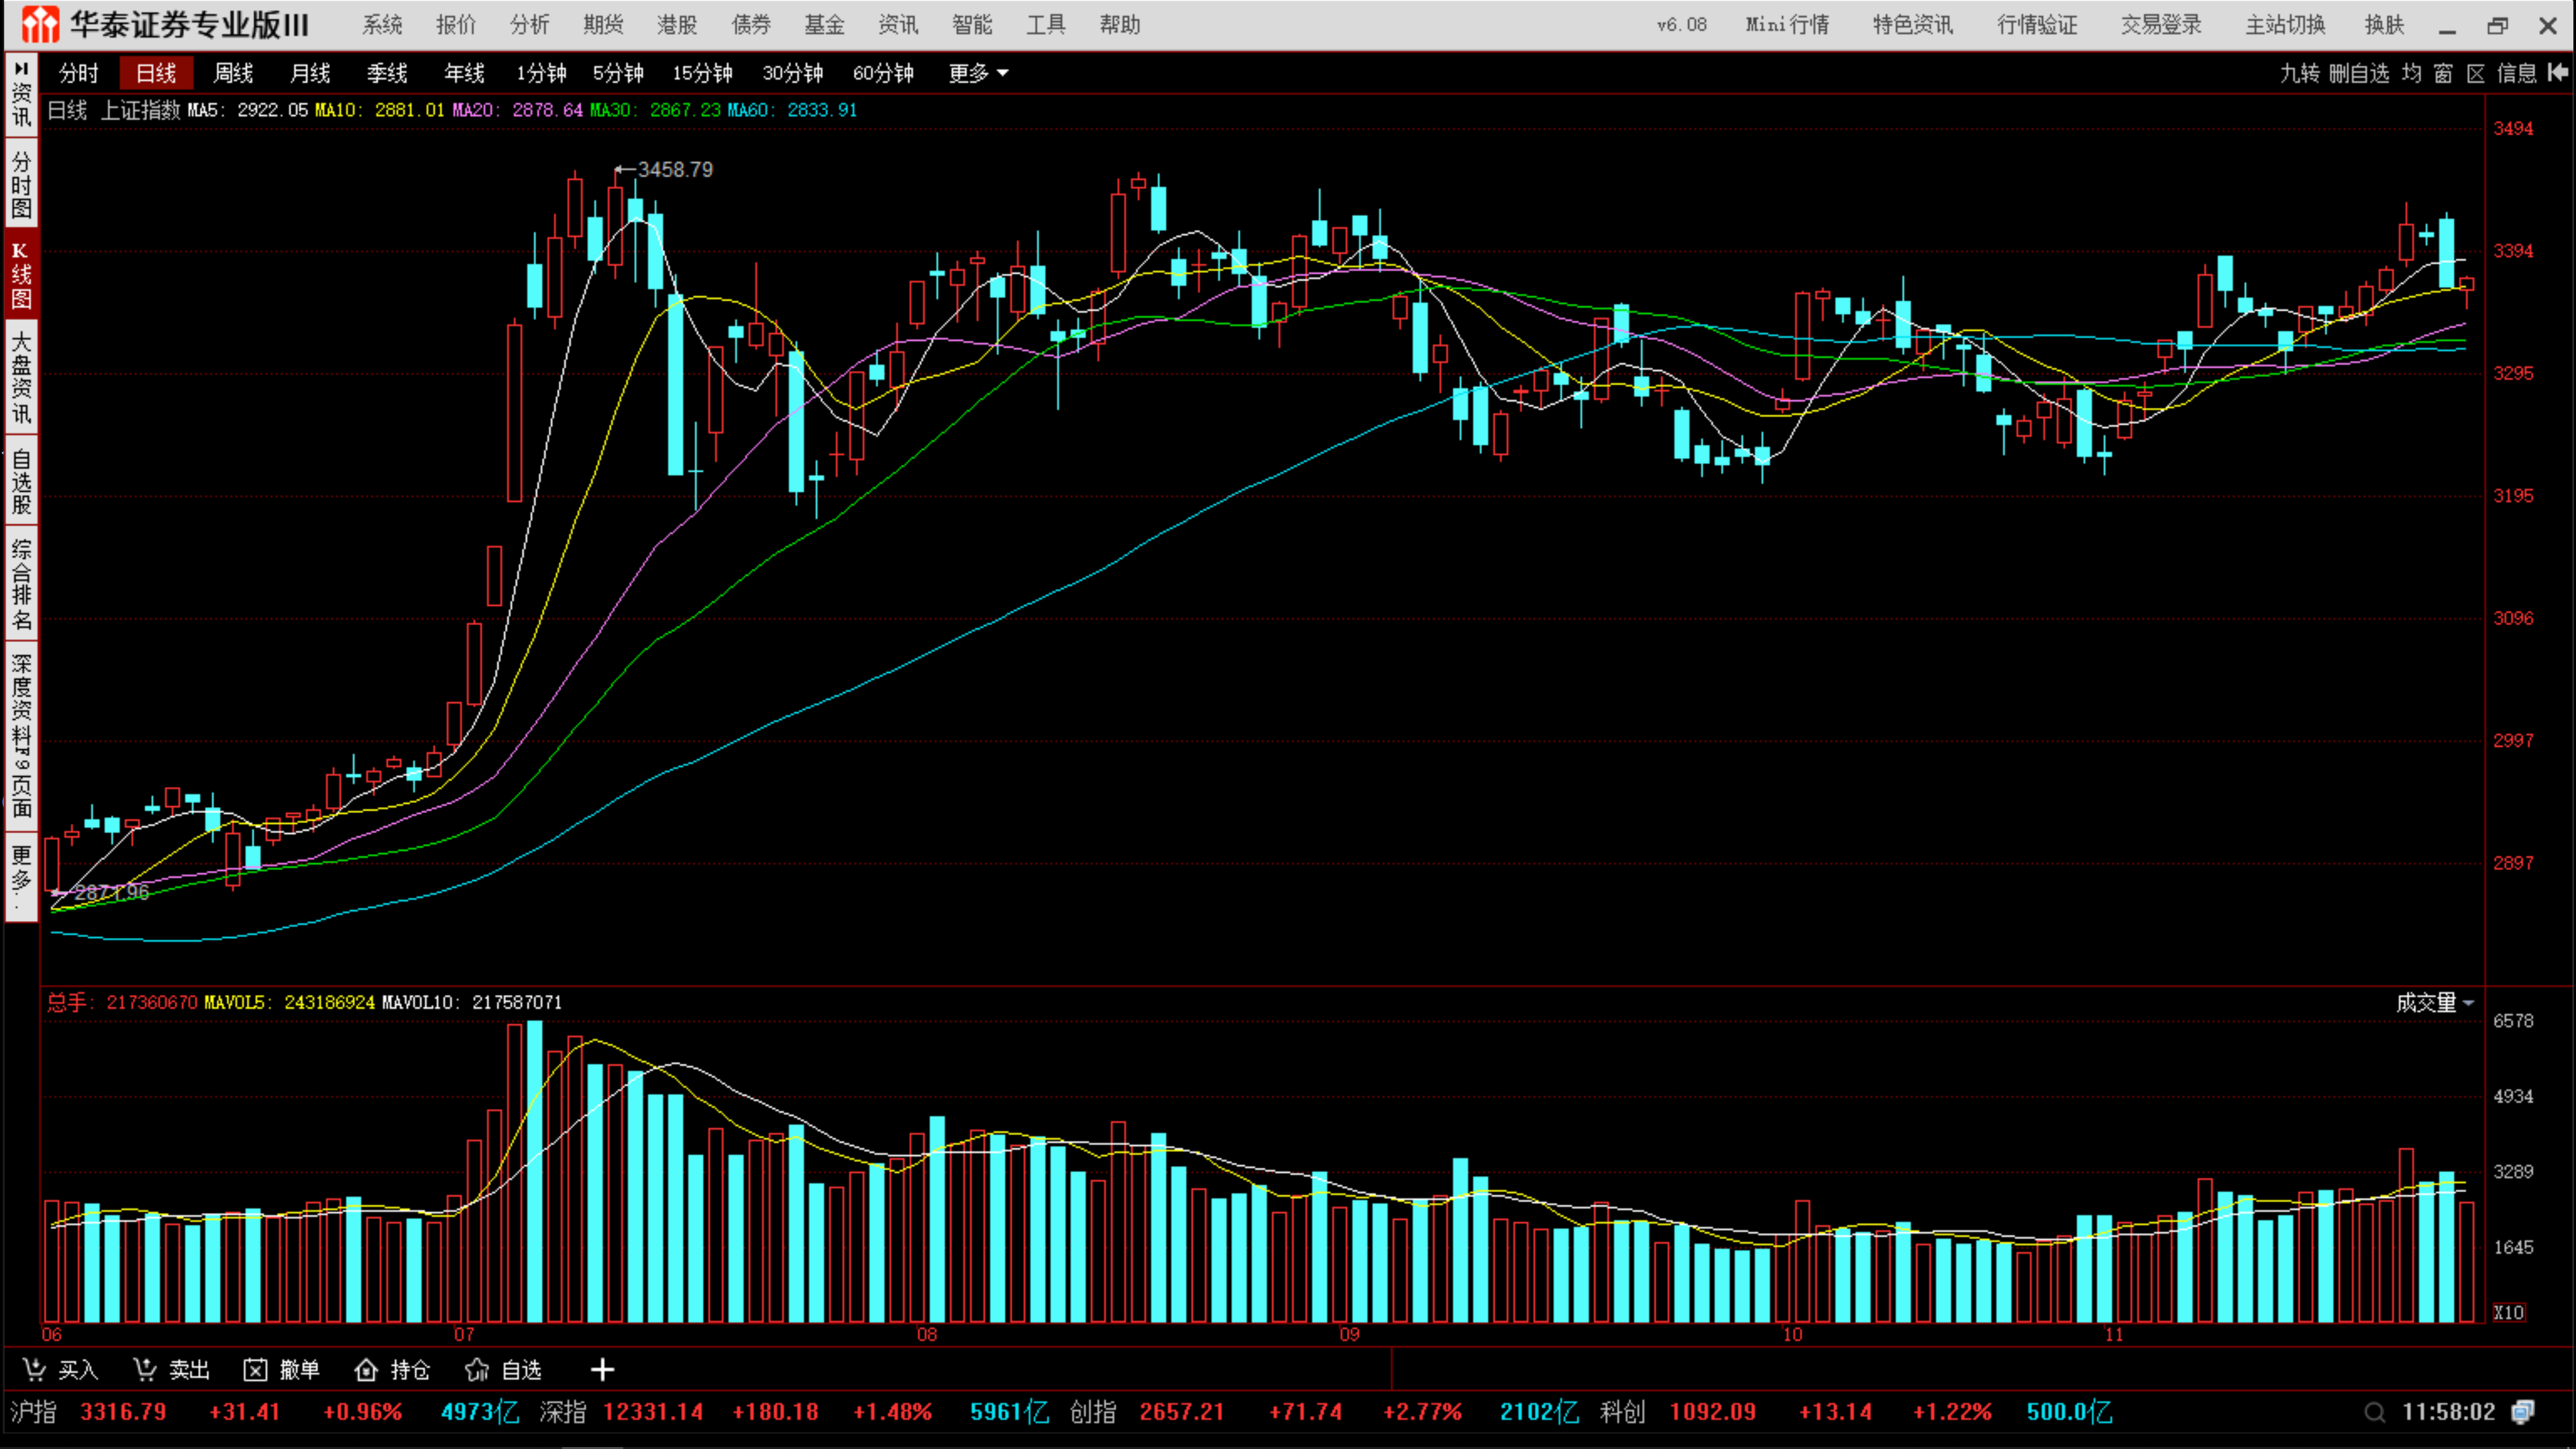 华泰证券专业版III 系统 报价 分析 期货 港股 债券 基金 资讯 智能 工具 帮助 v6.08 Mini行情 特色资讯 行情验证 交易登录 主站切换 换肤
分时 日线 周线 月线 季线 年线 1分钟 5分钟 15分钟 30分钟 60分钟 更多 九转 删自选 均 窗 区 信息
资讯
分时图
K线图
大盘资讯
自选股
综合排名
深度资料F9页面
更多..
日线 上证指数 MA5: 2922.05 MA10: 2881.01 MA20: 2878.64 MA30: 2867.23 MA60: 2833.91
3494
3458.79
3394
3295
3195
3096
2997
2897
2871.96
总手: 217360670 MAVOL5: 243186924 MAVOL10: 217587071 成交量
6578
4934
3289
1645
X10
06 07 08 09 10 11
买入 卖出 撤单 持仓 自选
沪指 3316.79 +31.41 +0.96% 4973亿 深指 12331.14 +180.18 +1.48% 5961亿 创指 2657.21 +71.74 +2.77% 2102亿 科创 1092.09 +13.14 +1.22% 500.0亿 11:58:02